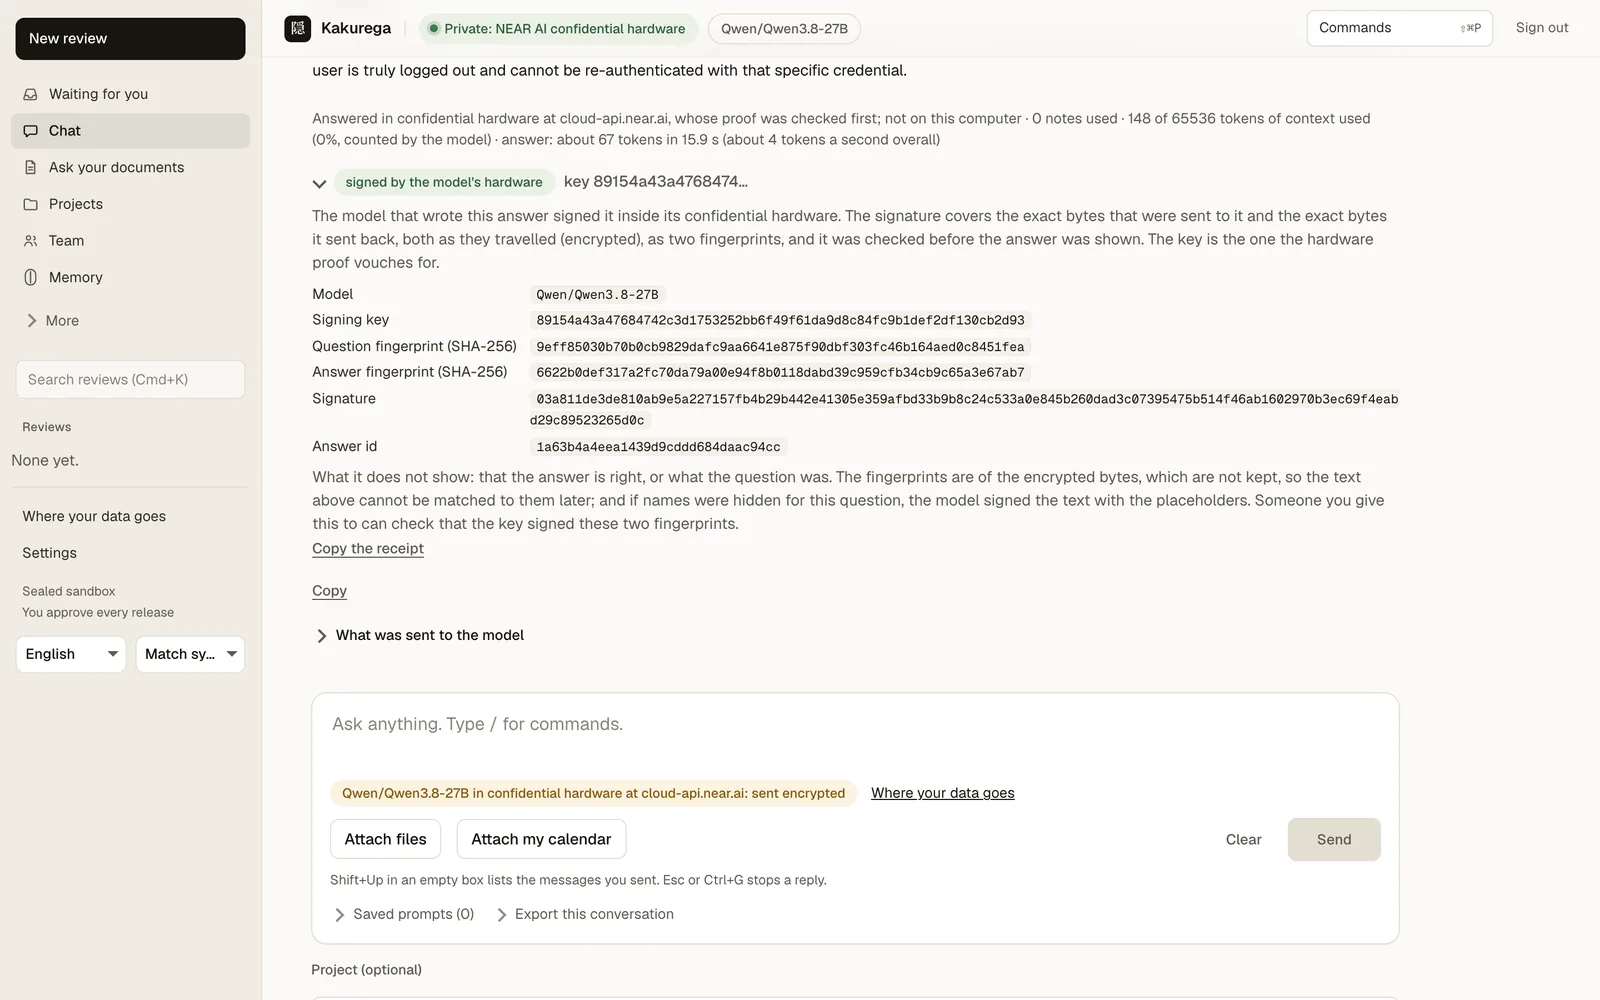 New review
Waiting for you
Chat
Ask your documents
Projects
Team
Memory
More
Search reviews (Cmd+K)
Reviews
None yet.
Where your data goes
Settings
Sealed sandbox
You approve every release
English
Match sy...
Kakurega
Private: NEAR AI confidential hardware
Qwen/Qwen3.8-27B
Commands
⇧⌘P
Sign out
user is truly logged out and cannot be re-authenticated with that specific credential.
Answered in confidential hardware at cloud-api.near.ai, whose proof was checked first; not on this computer · 0 notes used · 148 of 65536 tokens of context used
(0%, counted by the model) · answer: about 67 tokens in 15.9 s (about 4 tokens a second overall)
signed by the model's hardware
key 89154a43a4768474...
The model that wrote this answer signed it inside its confidential hardware. The signature covers the exact bytes that were sent to it and the exact bytes
it sent back, both as they travelled (encrypted), as two fingerprints, and it was checked before the answer was shown. The key is the one the hardware
proof vouches for.
Model Qwen/Qwen3.8-27B
Signing key 89154a43a47684742c3d1753252bb6f49f61da9d8c84fc9b1def2df130cb2d93
Question fingerprint (SHA-256) 9eff85030b70b0cb9829dafc9aa6641e875f90dbf303fc46b164aed0c8451fea
Answer fingerprint (SHA-256) 6622b0def317a2fc70da79a00e94f8b0118dabd39c959cfb34cb9c65a3e67ab7
Signature 03a811de3de810ab9e5a227157fb4b29b442e41305e359afbd33b9b8c24c533a0e845b260dad3c07395475b514f46ab1602970b3ec69f4eab
d29c89523265d0c
Answer id 1a63b4a4eea1439d9cddd684daac94cc
What it does not show: that the answer is right, or what the question was. The fingerprints are of the encrypted bytes, which are not kept, so the text
above cannot be matched to them later; and if names were hidden for this question, the model signed the text with the placeholders. Someone you give
this to can check that the key signed these two fingerprints.
Copy the receipt
Copy
What was sent to the model
Ask anything. Type / for commands.
Qwen/Qwen3.8-27B in confidential hardware at cloud-api.near.ai: sent encrypted
Where your data goes
Attach files
Attach my calendar
Clear
Send
Shift+Up in an empty box lists the messages you sent. Esc or Ctrl+G stops a reply.
Saved prompts (0)
Export this conversation
Project (optional)